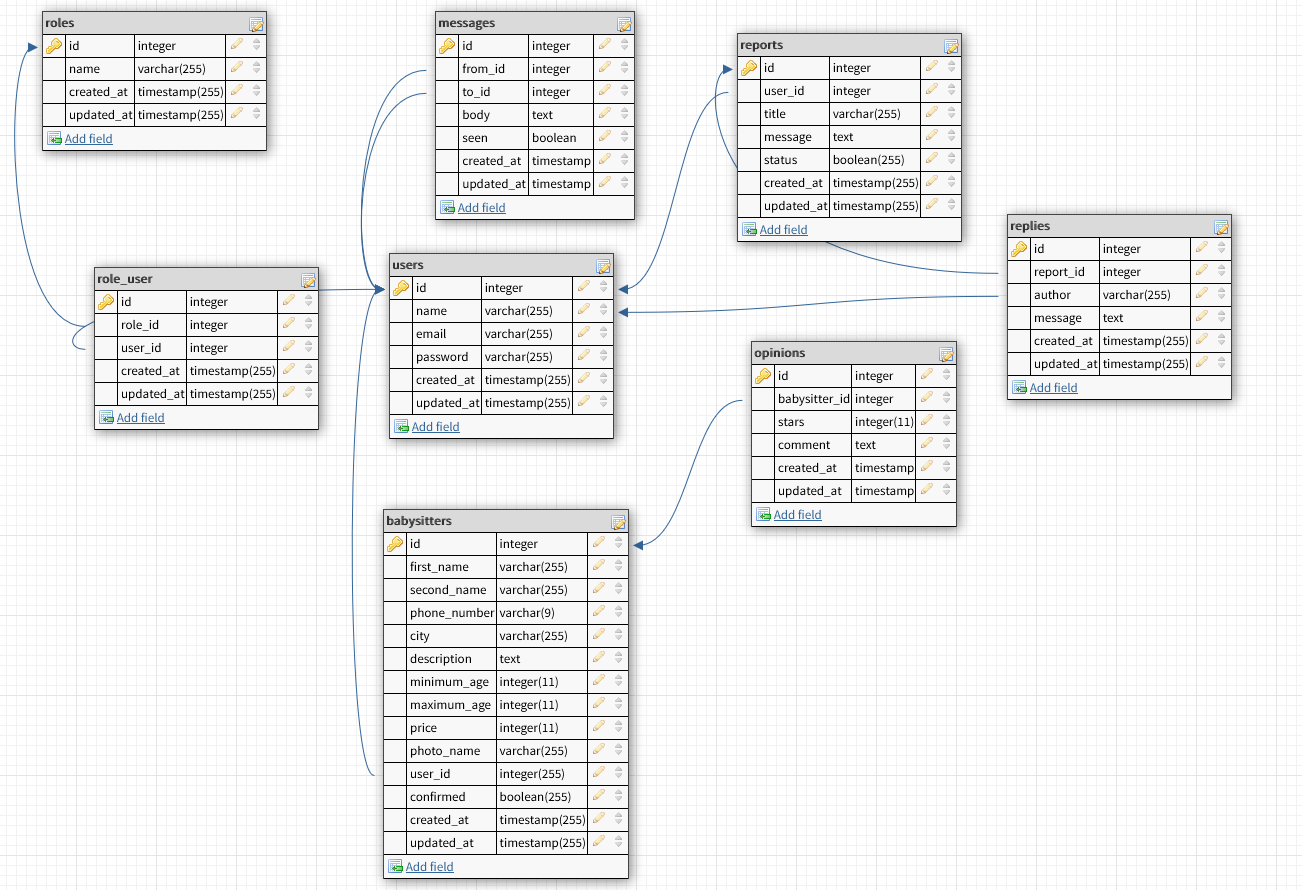 roles
id integer
name varchar(255)
created_at timestamp(255)
updated_at timestamp(255)
Add field
messages
id integer
from_id integer
to_id integer
body text
seen boolean
created_at timestamp
updated_at timestamp
Add field
reports
id integer
user_id integer
title varchar(255)
message text
status boolean(255)
created_at timestamp(255)
updated_at timestamp(255)
Add field
replies
id integer
report_id integer
author varchar(255)
message text
created_at timestamp(255)
updated_at timestamp(255)
Add field
role_user
id integer
role_id integer
user_id integer
created_at timestamp(255)
updated_at timestamp(255)
Add field
users
id integer
name varchar(255)
email varchar(255)
password varchar(255)
created_at timestamp(255)
updated_at timestamp(255)
Add field
opinions
id integer
babysitter_id integer
stars integer(11)
comment text
created_at timestamp
updated_at timestamp
Add field
babysitters
id integer
first_name varchar(255)
second_name varchar(255)
phone_number varchar(9)
city varchar(255)
description text
minimum_age integer(11)
maximum_age integer(11)
price integer(11)
photo_name varchar(255)
user_id integer(255)
confirmed boolean(255)
created_at timestamp(255)
updated_at timestamp(255)
Add field